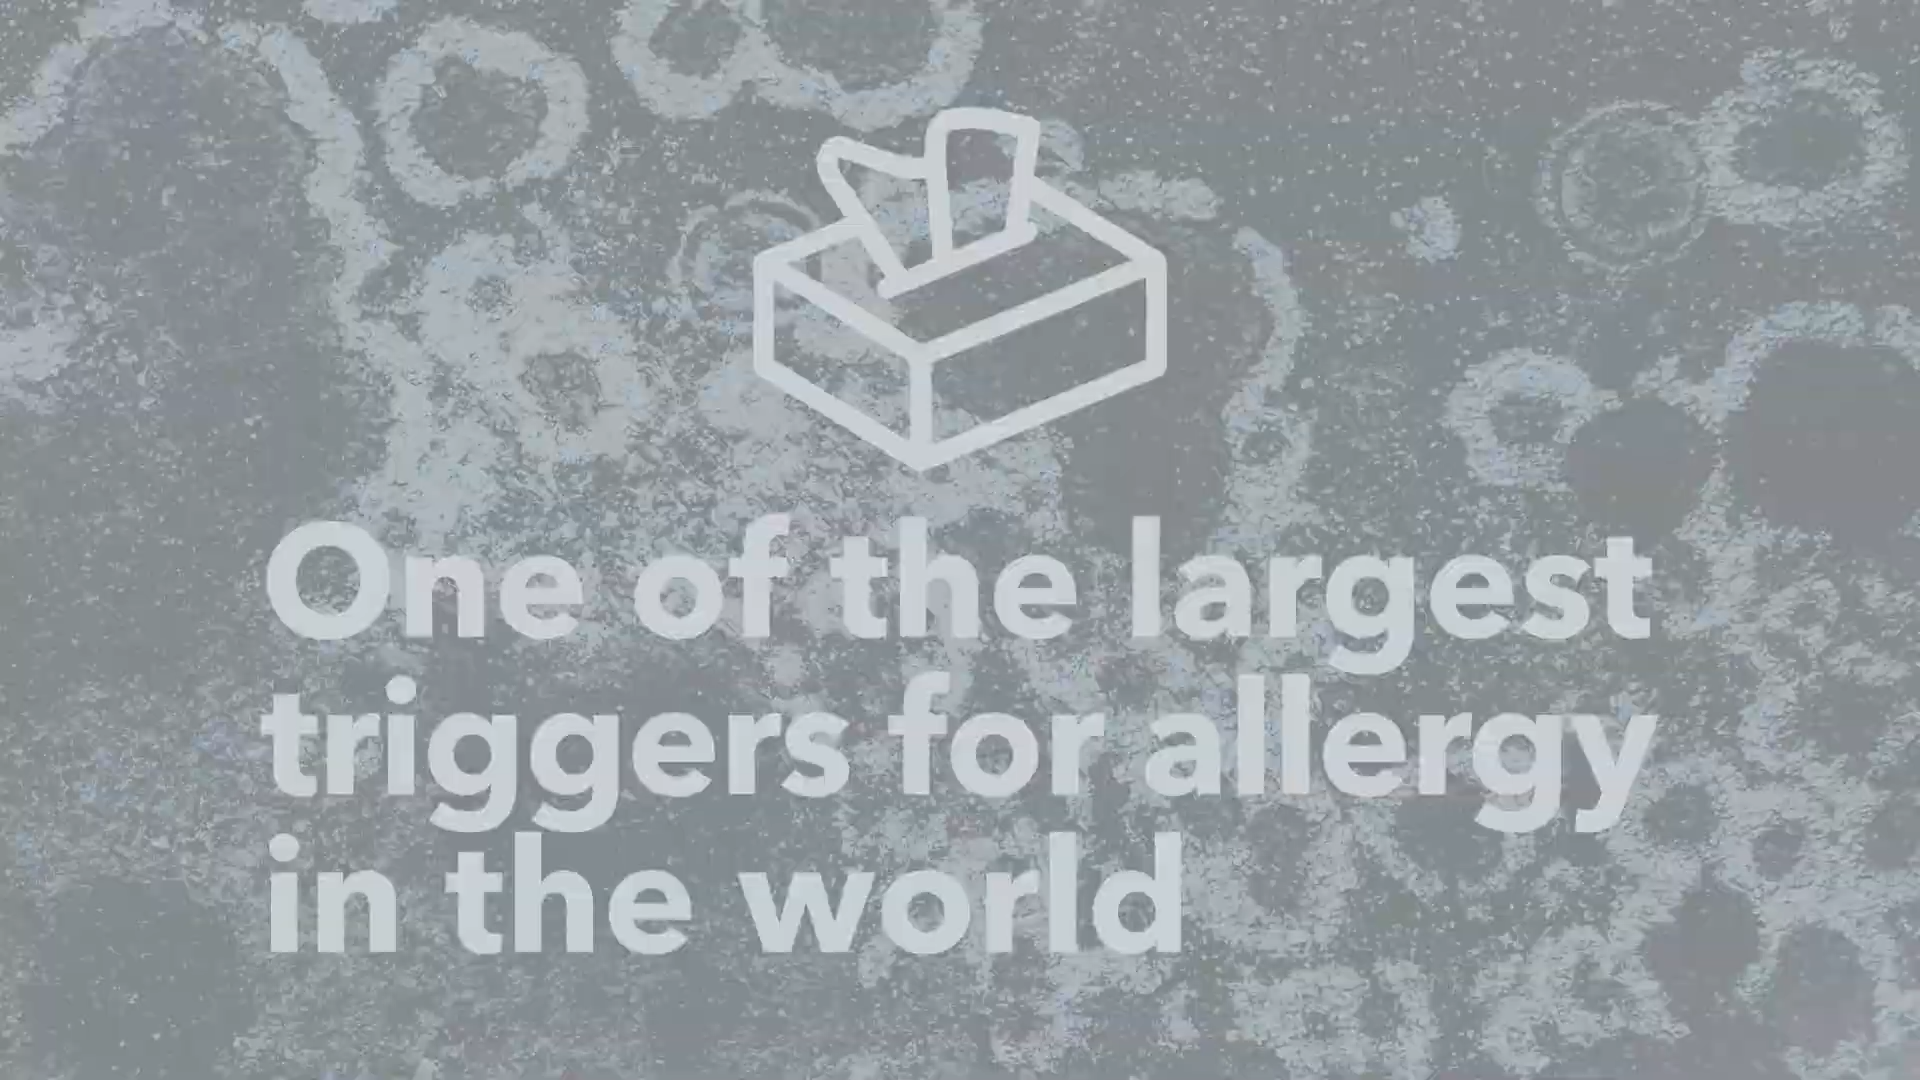 One of the largest
triggers for allergy
in the world